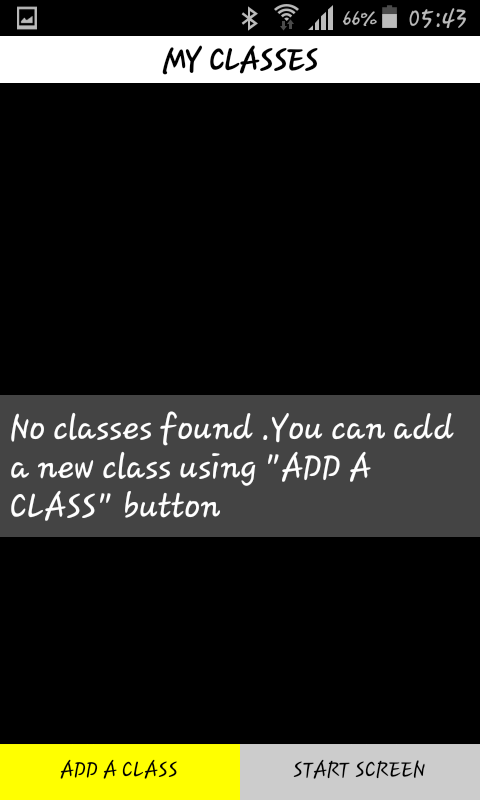 66% 05:43
MY CLASSES
No classes found .You can add
a new class using "ADD A
CLASS" button
ADD A CLASS START SCREEN